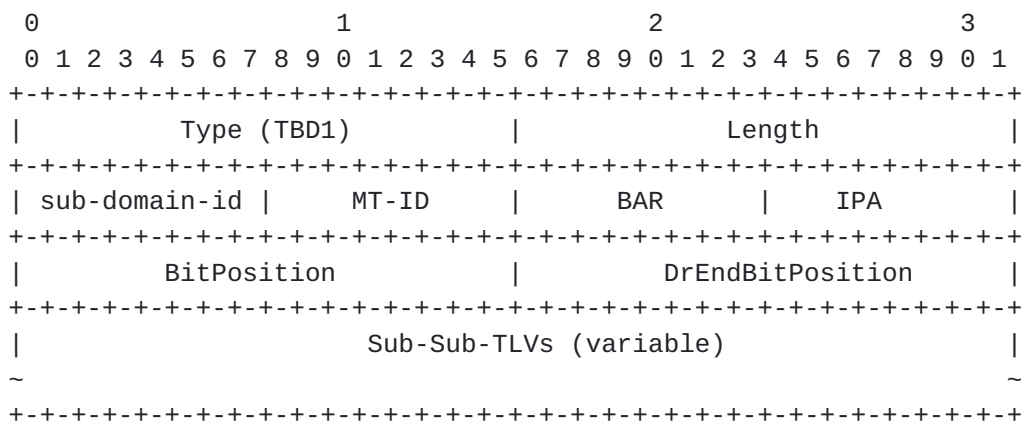 0                   1                   2                   3
 0 1 2 3 4 5 6 7 8 9 0 1 2 3 4 5 6 7 8 9 0 1 2 3 4 5 6 7 8 9 0 1
+-+-+-+-+-+-+-+-+-+-+-+-+-+-+-+-+-+-+-+-+-+-+-+-+-+-+-+-+-+-+-+-+
|          Type (TBD1)          |             Length            |
+-+-+-+-+-+-+-+-+-+-+-+-+-+-+-+-+-+-+-+-+-+-+-+-+-+-+-+-+-+-+-+-+
| sub-domain-id |     MT-ID     |      BAR      |    IPA        |
+-+-+-+-+-+-+-+-+-+-+-+-+-+-+-+-+-+-+-+-+-+-+-+-+-+-+-+-+-+-+-+-+
|         BitPosition           |         DrEndBitPosition      |
+-+-+-+-+-+-+-+-+-+-+-+-+-+-+-+-+-+-+-+-+-+-+-+-+-+-+-+-+-+-+-+-+
|                      Sub-Sub-TLVs (variable)                  |
~                                                               ~
+-+-+-+-+-+-+-+-+-+-+-+-+-+-+-+-+-+-+-+-+-+-+-+-+-+-+-+-+-+-+-+-+